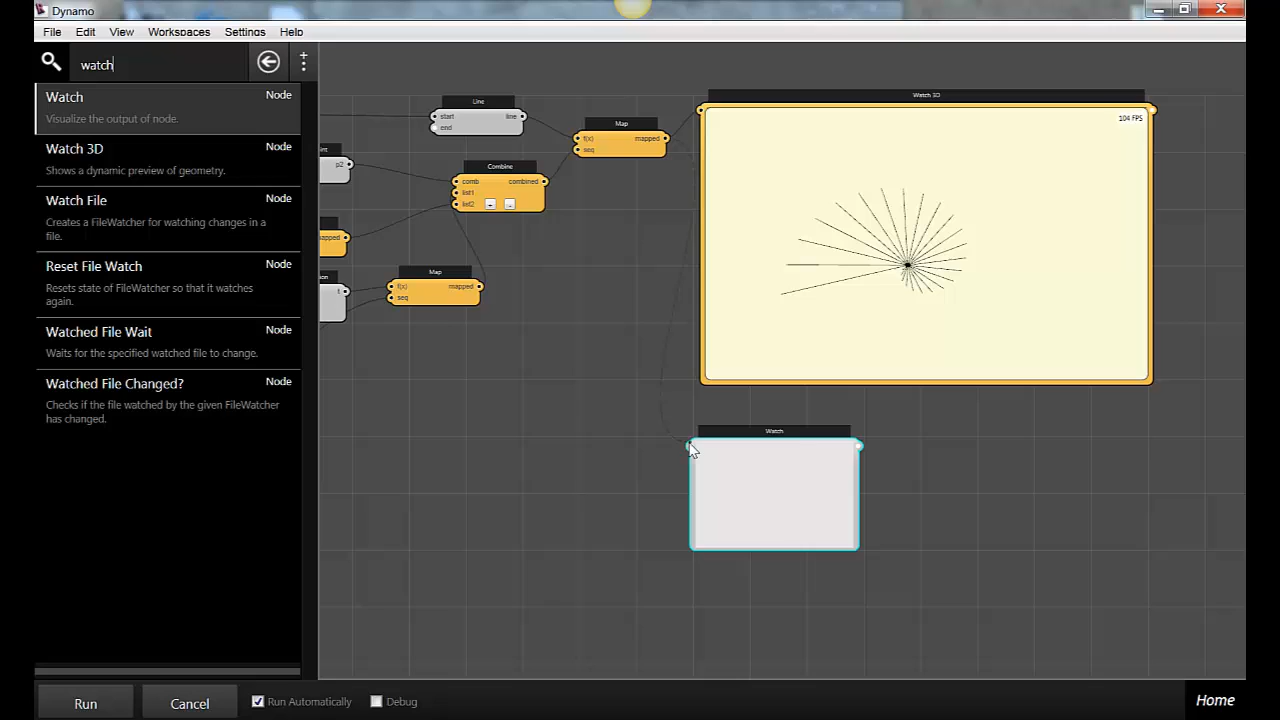 Dynamo
File Edit View Workspaces Settings Help
watch
Watch Node
Visualize the output of node.
Watch 3D Node
Shows a dynamic preview of geometry.
Watch File Node
Creates a FileWatcher for watching changes in a
file.
Reset File Watch Node
Resets state of FileWatcher so that it watches
again.
Watched File Wait Node
Waits for the specified watched file to change.
Watched File Changed? Node
Checks if the file watched by the given FileWatcher
has changed.
Line
start line
end
Map
f(x) mapped
seq
p2
Combine
comb combined
list1
list2
apped
t
Map
f(x) mapped
seq
Watch 3D
104 FPS
Watch
Run Cancel Run Automatically Debug Home